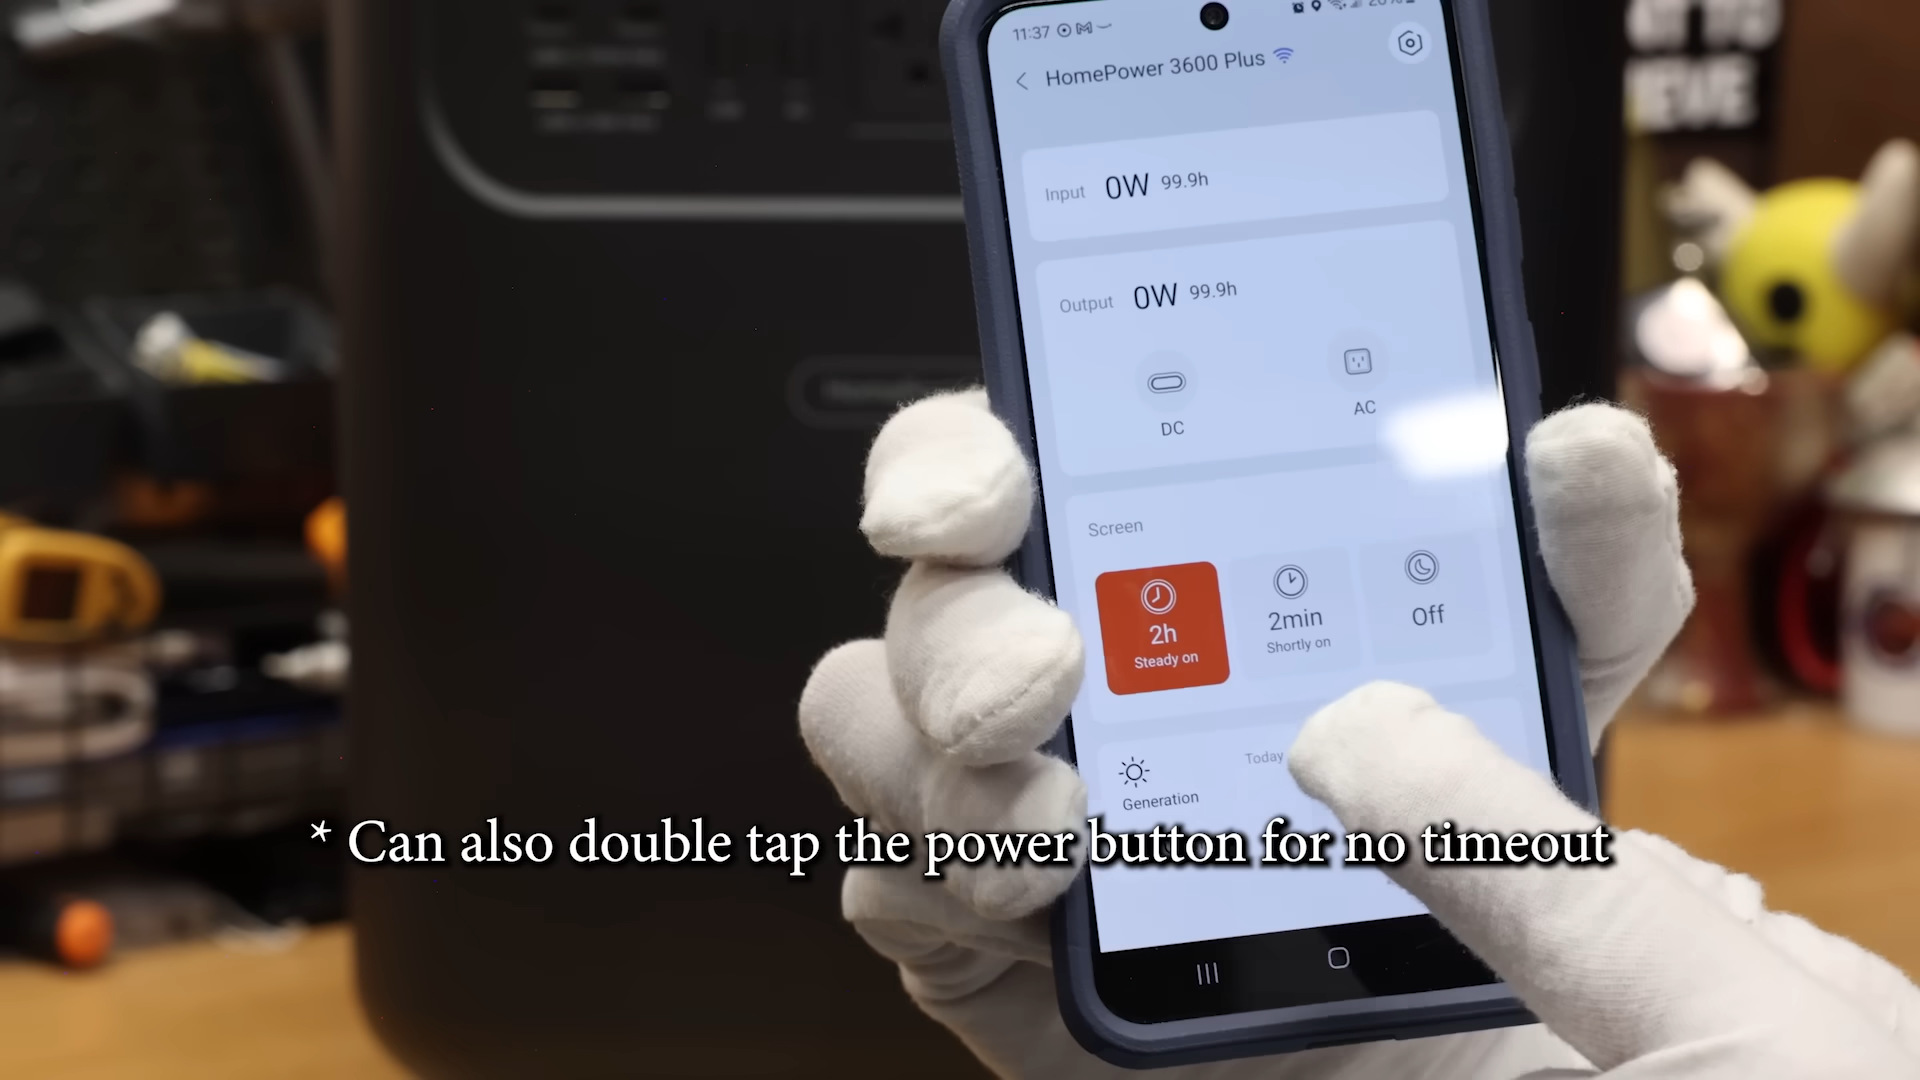 11:37
HomePower 3600 Plus
Input 0W 99.9h
Output 0W 99.9h
DC
AC
Screen
2h
Steady on
2min
Shortly on
Off
Today
Generation
* Can also double tap the power button for no timeout